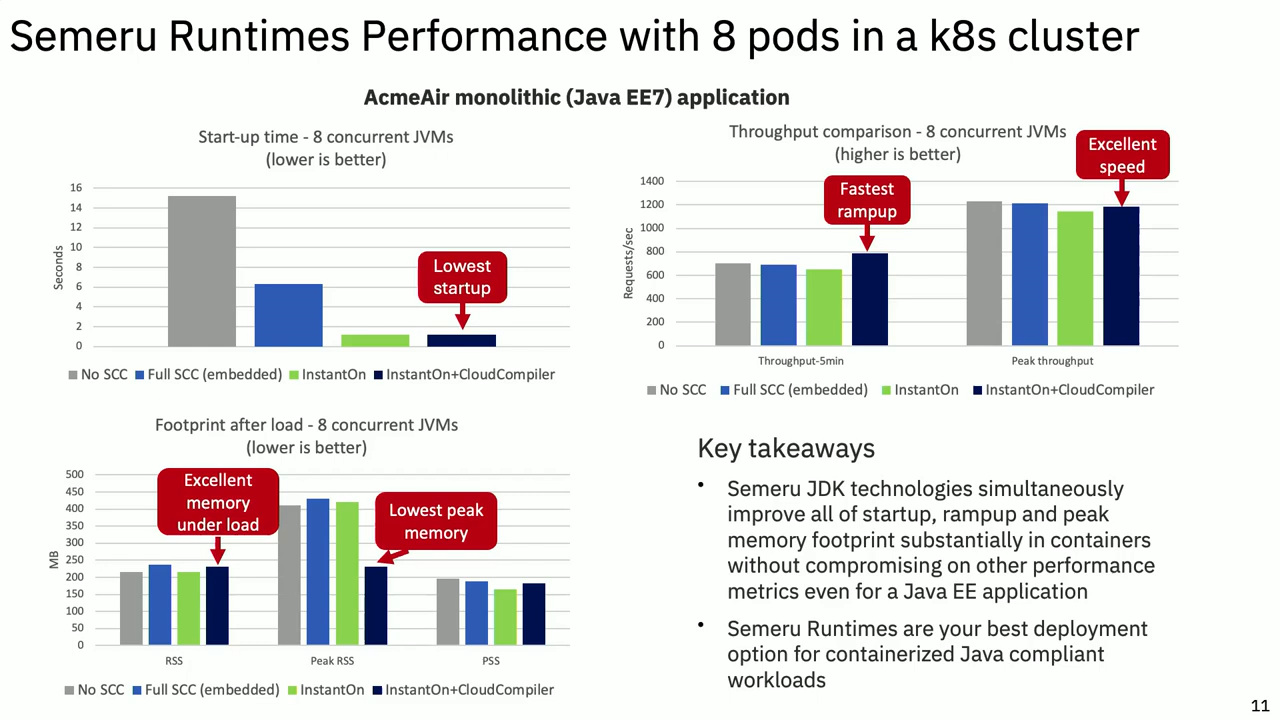 Semeru Runtimes Performance with 8 pods in a k8s cluster
AcmeAir monolithic (Java EE7) application
Start-up time - 8 concurrent JVMs
(lower is better)
Seconds
16
14
12
10
8
6
4
2
0
Lowest
startup
No SCC Full SCC (embedded) InstantOn InstantOn+CloudCompiler
Throughput comparison - 8 concurrent JVMs
(higher is better)
Requests/sec
1400
1200
1000
800
600
400
200
0
Fastest
rampup
Excellent
speed
Throughput-5min Peak throughput
No SCC Full SCC (embedded) InstantOn InstantOn+CloudCompiler
Footprint after load - 8 concurrent JVMs
(lower is better)
MB
500
450
400
350
300
250
200
150
100
50
0
Excellent
memory
under load
Lowest peak
memory
RSS Peak RSS PSS
No SCC Full SCC (embedded) InstantOn InstantOn+CloudCompiler
Key takeaways
• Semeru JDK technologies simultaneously
improve all of startup, rampup and peak
memory footprint substantially in containers
without compromising on other performance
metrics even for a Java EE application
• Semeru Runtimes are your best deployment
option for containerized Java compliant
workloads
11